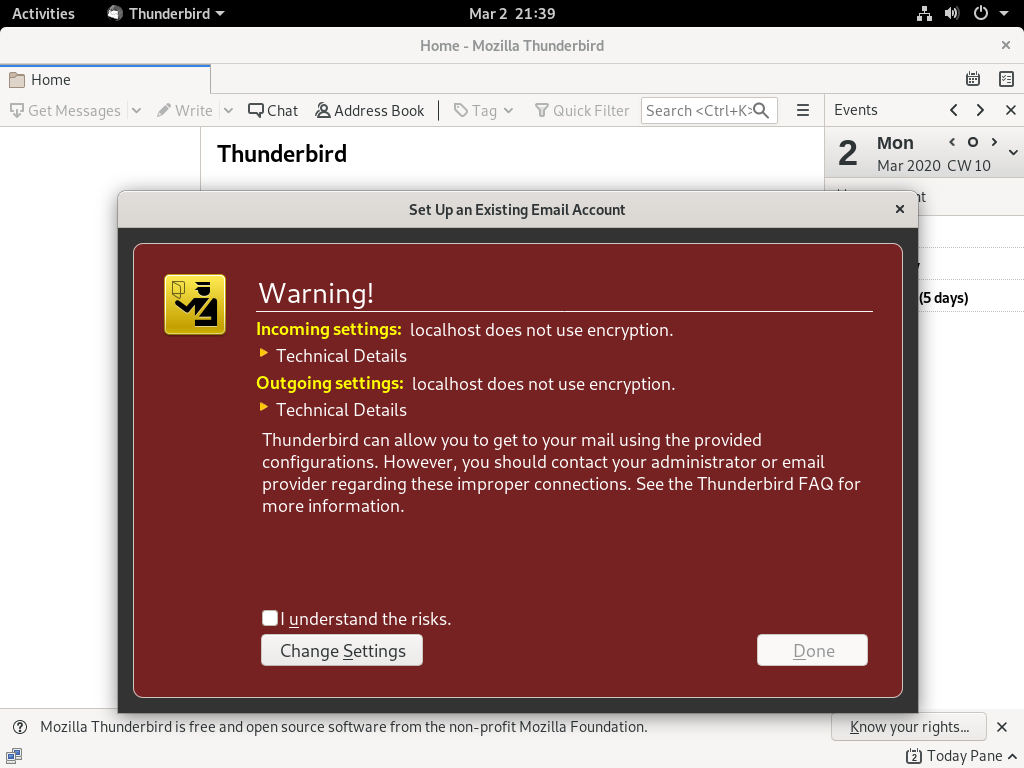 Activities Thunderbird Mar 2 21:39
Home - Mozilla Thunderbird
Home
Get Messages Write Chat Address Book Tag Quick Filter Search <Ctrl+K> Events
Thunderbird
2 Mon
Mar 2020 CW 10
Set Up an Existing Email Account
Warning!
Incoming settings: localhost does not use encryption.
Technical Details
(5 days)
Outgoing settings: localhost does not use encryption.
Technical Details
Thunderbird can allow you to get to your mail using the provided
configurations. However, you should contact your administrator or email
provider regarding these improper connections. See the Thunderbird FAQ for
more information.
I understand the risks.
Change Settings Done
Mozilla Thunderbird is free and open source software from the non-profit Mozilla Foundation. Know your rights...
2 Today Pane